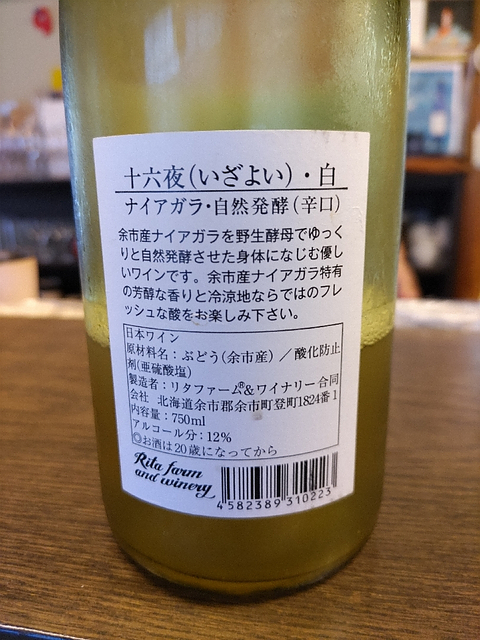 十六夜(いざよい)・白
ナイアガラ・自然発酵(辛口)
余市産ナイアガラを野生酵母でゆっく
りと自然発酵させた身体になじむ優し
いワインです。余市産ナイアガラ特有
の芳醇な香りと冷涼地ならではのフレ
ッシュな酸をお楽しみ下さい。
日本ワイン
原材料名:ぶどう(余市産)/酸化防止
剤(亜硫酸塩)
製造者:リタファーム®&ワイナリー合同
会社 北海道余市郡余市町登町1824番1
内容量:750ml
アルコール分:12%
◎お酒は20歳になってから
Rita farm
and winery
4582389310223